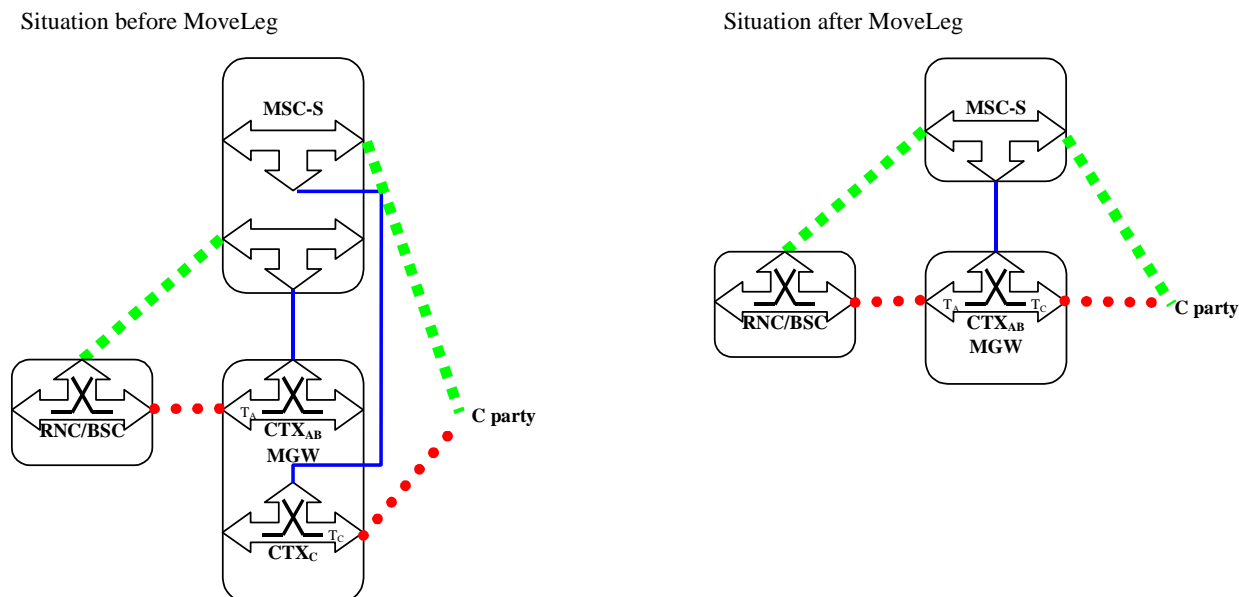 Situation before MoveLeg
MSC-S
T_A
RNC/BSC
CTX_AB
MGW
C party
T_C
CTX_C
Situation after MoveLeg
MSC-S
T_A
T_C
RNC/BSC
CTX_AB
MGW
C party